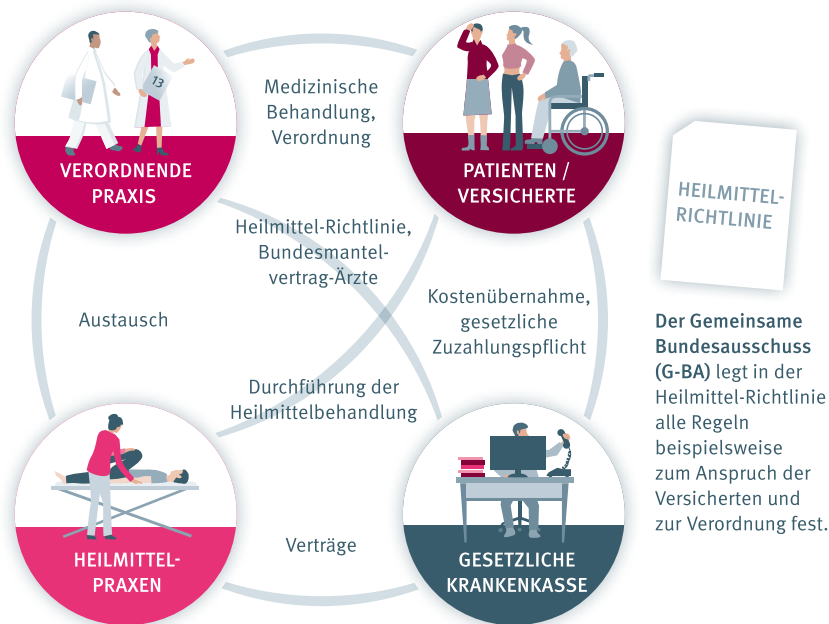 13
VERORDNENDE
PRAXIS
Medizinische
Behandlung,
Verordnung
PATIENTEN /
VERSICHERTE
HEILMITTEL-
RICHTLINIE
Heilmittel-Richtlinie,
Bundesmantel-
vertrag-Ärzte
Austausch
Kostenübernahme,
gesetzliche
Zuzahlungspflicht
Durchführung der
Heilmittelbehandlung
HEILMITTEL-
PRAXEN
Verträge
GESETZLICHE
KRANKENKASSE
Der Gemeinsame
Bundesausschuss
(G-BA) legt in der
Heilmittel-Richtlinie
alle Regeln
beispielsweise
zum Anspruch der
Versicherten und
zur Verordnung fest.